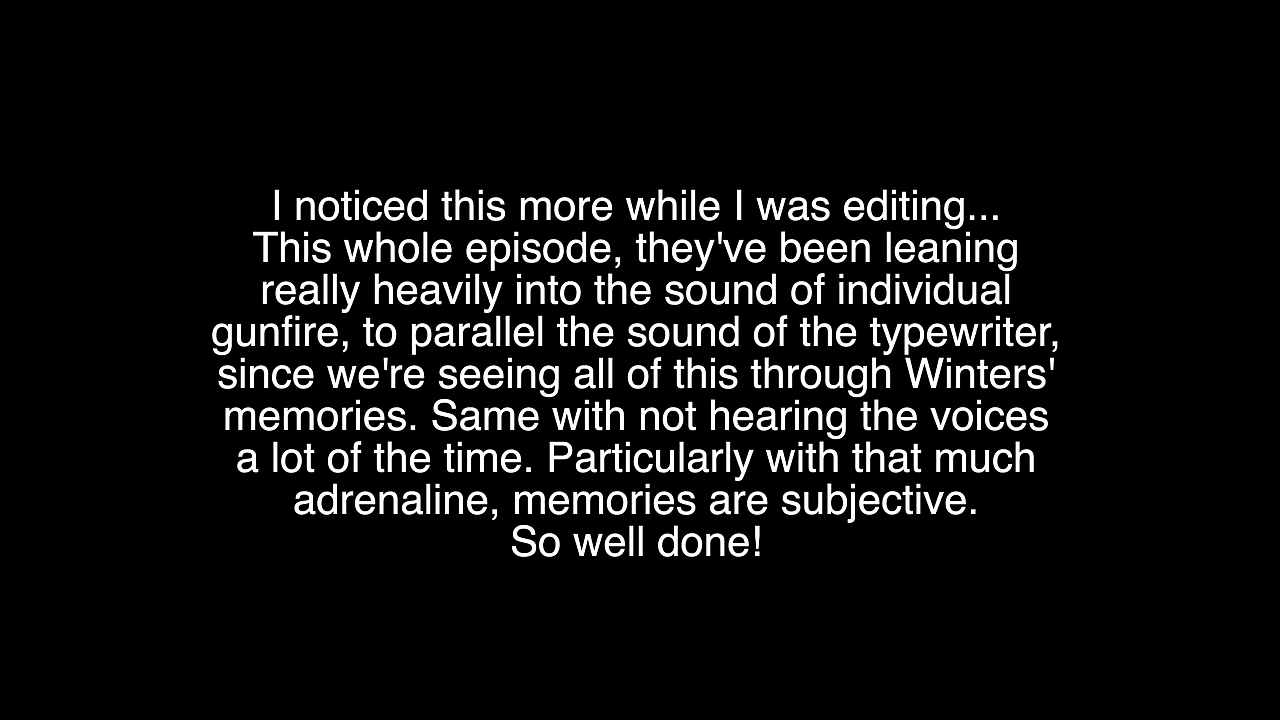 I noticed this more while I was editing...
This whole episode, they've been leaning
really heavily into the sound of individual
gunfire, to parallel the sound of the typewriter,
since we're seeing all of this through Winters'
memories. Same with not hearing the voices
a lot of the time. Particularly with that much
adrenaline, memories are subjective.
So well done!